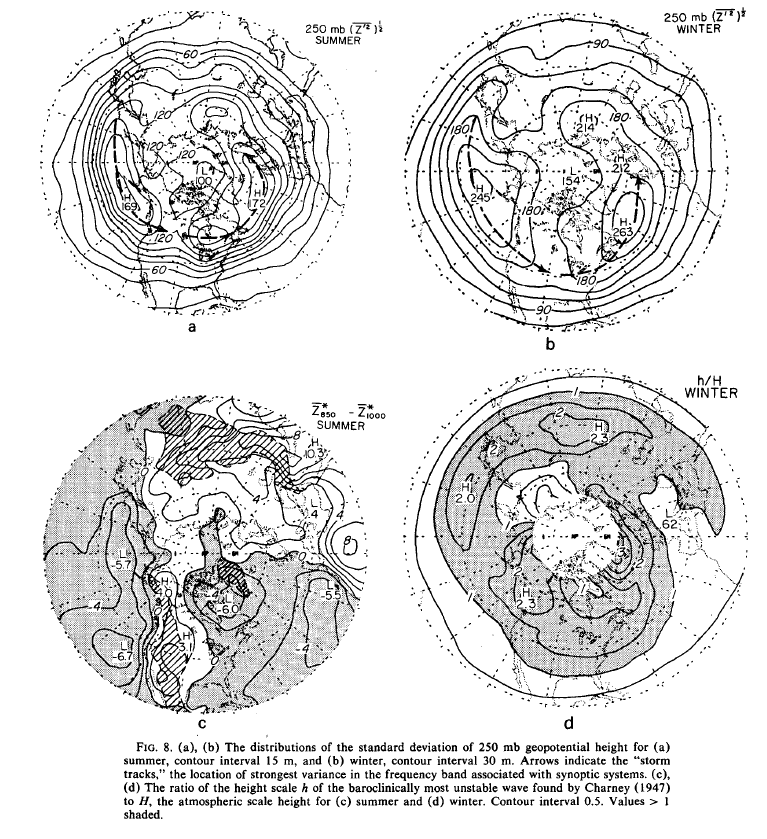 250 mb (Z'²)½
SUMMER
60
120
120
120
L
100
H
169
H
172
120
60
a
250 mb (Z'²)½
WINTER
90
180
(H)
214
180
H
212
L
154
H
245
180
H
263
180
90
b
Z*850 - Z*1000
SUMMER
8
H
10.3
0
4
L
.4
4
8
0
L
-5.7
H
4.0
-4
L
-6.0
L
-5.5
H
3.1
L
-6.7
0
-4
c
h/H
WINTER
1
2
H
2.3
2
H
2.0
L
.62
1
2
H
2.3
1
1
1
d
FIG. 8. (a), (b) The distributions of the standard deviation of 250 mb geopotential height for (a)
summer, contour interval 15 m, and (b) winter, contour interval 30 m. Arrows indicate the "storm
tracks," the location of strongest variance in the frequency band associated with synoptic systems. (c),
(d) The ratio of the height scale h of the baroclinically most unstable wave found by Charney (1947)
to H, the atmospheric scale height for (c) summer and (d) winter. Contour interval 0.5. Values > 1
shaded.